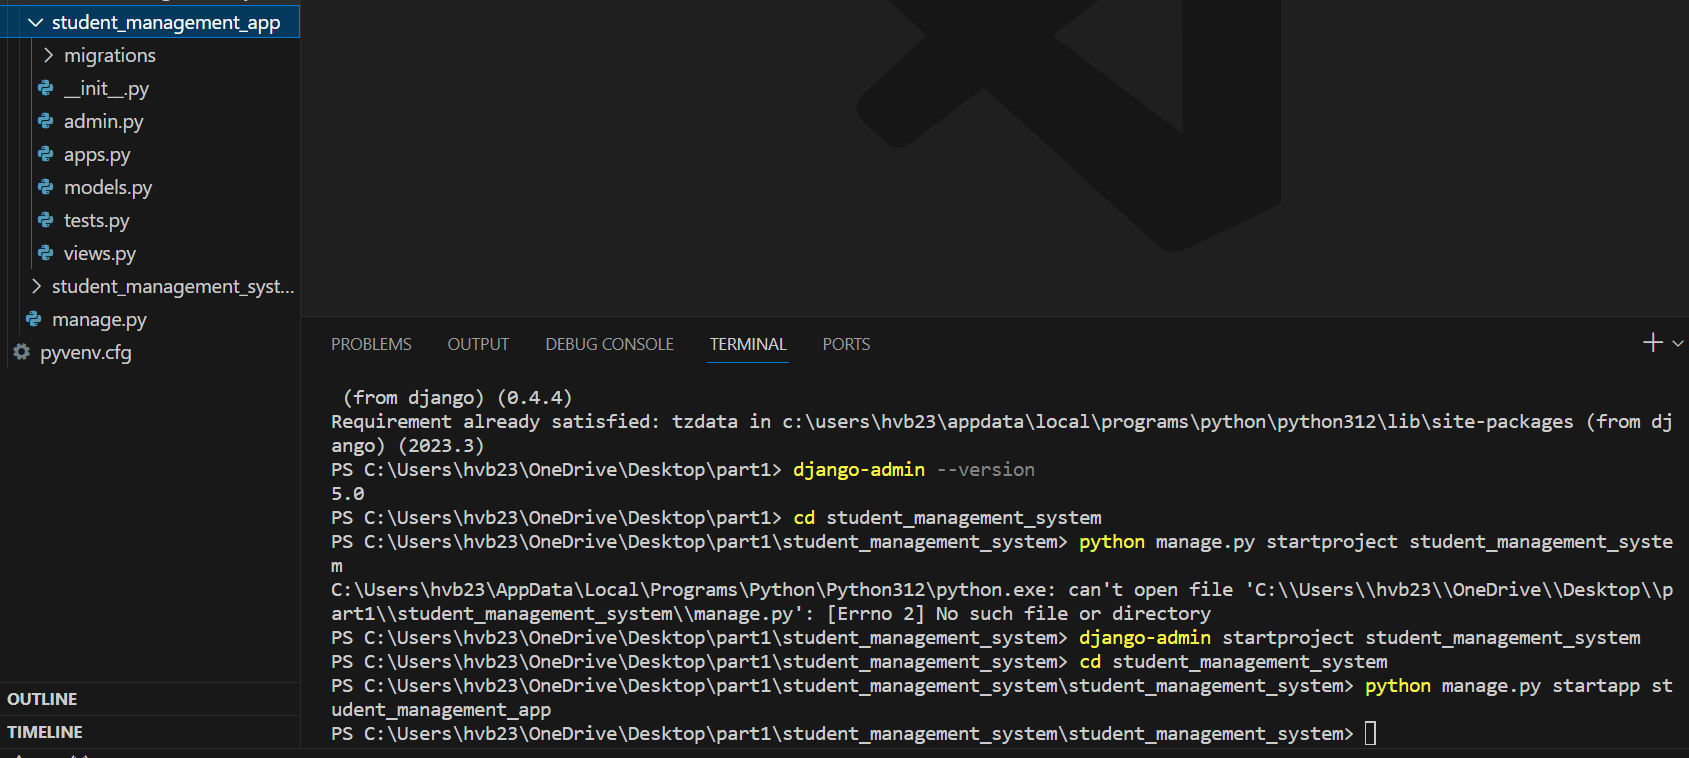 student_management_app
migrations
__init__.py
admin.py
apps.py
models.py
tests.py
views.py
student_management_syst...
manage.py
pyvenv.cfg
OUTLINE
TIMELINE
PROBLEMS OUTPUT DEBUG CONSOLE TERMINAL PORTS
(from django) (0.4.4)
Requirement already satisfied: tzdata in c:\users\hvb23\appdata\local\programs\python\python312\lib\site-packages (from dj
ango) (2023.3)
PS C:\Users\hvb23\OneDrive\Desktop\part1> django-admin --version
5.0
PS C:\Users\hvb23\OneDrive\Desktop\part1> cd student_management_system
PS C:\Users\hvb23\OneDrive\Desktop\part1\student_management_system> python manage.py startproject student_management_syste
m
C:\Users\hvb23\AppData\Local\Programs\Python\Python312\python.exe: can't open file 'C:\\Users\\hvb23\\OneDrive\\Desktop\\p
art1\\student_management_system\\manage.py': [Errno 2] No such file or directory
PS C:\Users\hvb23\OneDrive\Desktop\part1\student_management_system> django-admin startproject student_management_system
PS C:\Users\hvb23\OneDrive\Desktop\part1\student_management_system> cd student_management_system
PS C:\Users\hvb23\OneDrive\Desktop\part1\student_management_system\student_management_system> python manage.py startapp st
udent_management_app
PS C:\Users\hvb23\OneDrive\Desktop\part1\student_management_system\student_management_system>